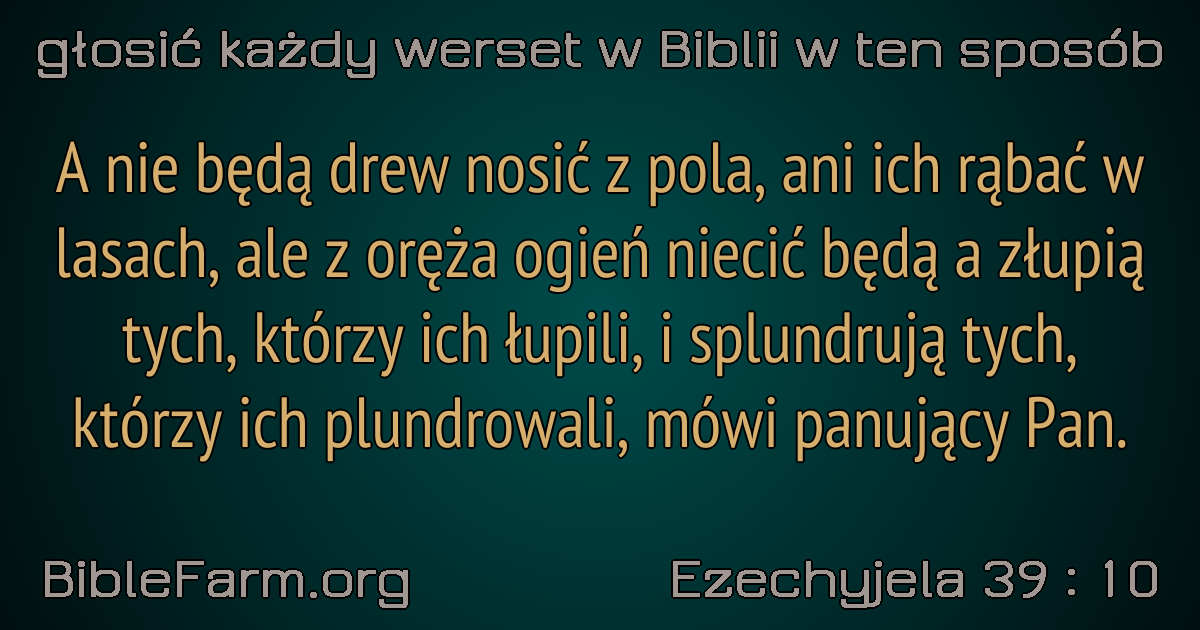 głosić każdy werset w Biblii w ten sposób
A nie będą drew nosić z pola, ani ich rąbać w
lasach, ale z oręża ogień niecić będą a złupią
tych, którzy ich łupili, i splundrują tych,
którzy ich plundrowali, mówi panujący Pan.
BibleFarm.org
Ezechyjela 39 : 10